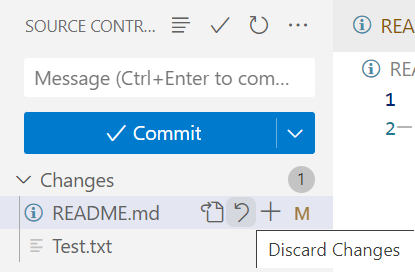 SOURCE CONTR...
Message (Ctrl+Enter to com...
Commit
Changes 1
README.md M
Test.txt
Discard Changes
REA
READ
1
2